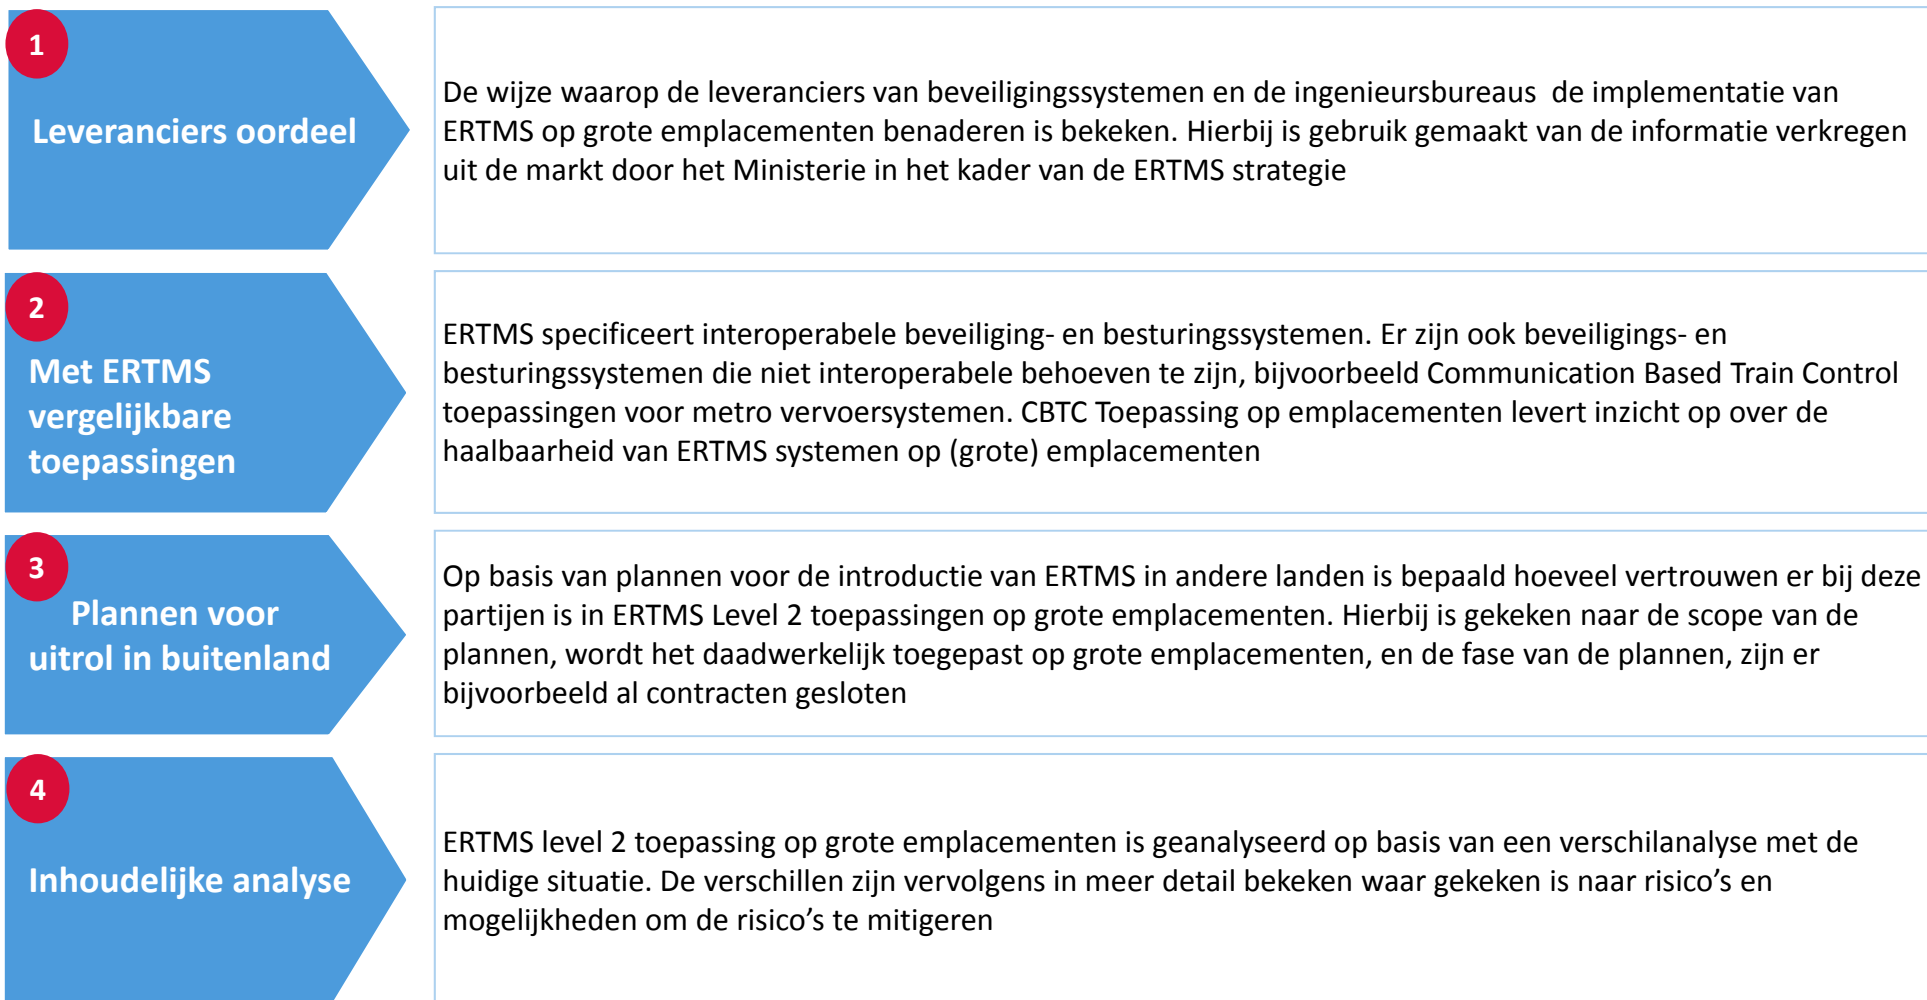 1
Leveranciers oordeel
De wijze waarop de leveranciers van beveiligingssystemen en de ingenieursbureaus  de implementatie van
ERTMS op grote emplacementen benaderen is bekeken. Hierbij is gebruik gemaakt van de informatie verkregen
uit de markt door het Ministerie in het kader van de ERTMS strategie
2
Met ERTMS
vergelijkbare
toepassingen
ERTMS specificeert interoperabele beveiliging- en besturingssystemen. Er zijn ook beveiligings- en
besturingssystemen die niet interoperabele behoeven te zijn, bijvoorbeeld Communication Based Train Control
toepassingen voor metro vervoersystemen. CBTC Toepassing op emplacementen levert inzicht op over de
haalbaarheid van ERTMS systemen op (grote) emplacementen
3
Plannen voor
uitrol in buitenland
Op basis van plannen voor de introductie van ERTMS in andere landen is bepaald hoeveel vertrouwen er bij deze
partijen is in ERTMS Level 2 toepassingen op grote emplacementen. Hierbij is gekeken naar de scope van de
plannen, wordt het daadwerkelijk toegepast op grote emplacementen, en de fase van de plannen, zijn er
bijvoorbeeld al contracten gesloten
4
Inhoudelijke analyse
ERTMS level 2 toepassing op grote emplacementen is geanalyseerd op basis van een verschilanalyse met de
huidige situatie. De verschillen zijn vervolgens in meer detail bekeken waar gekeken is naar risico’s en
mogelijkheden om de risico’s te mitigeren